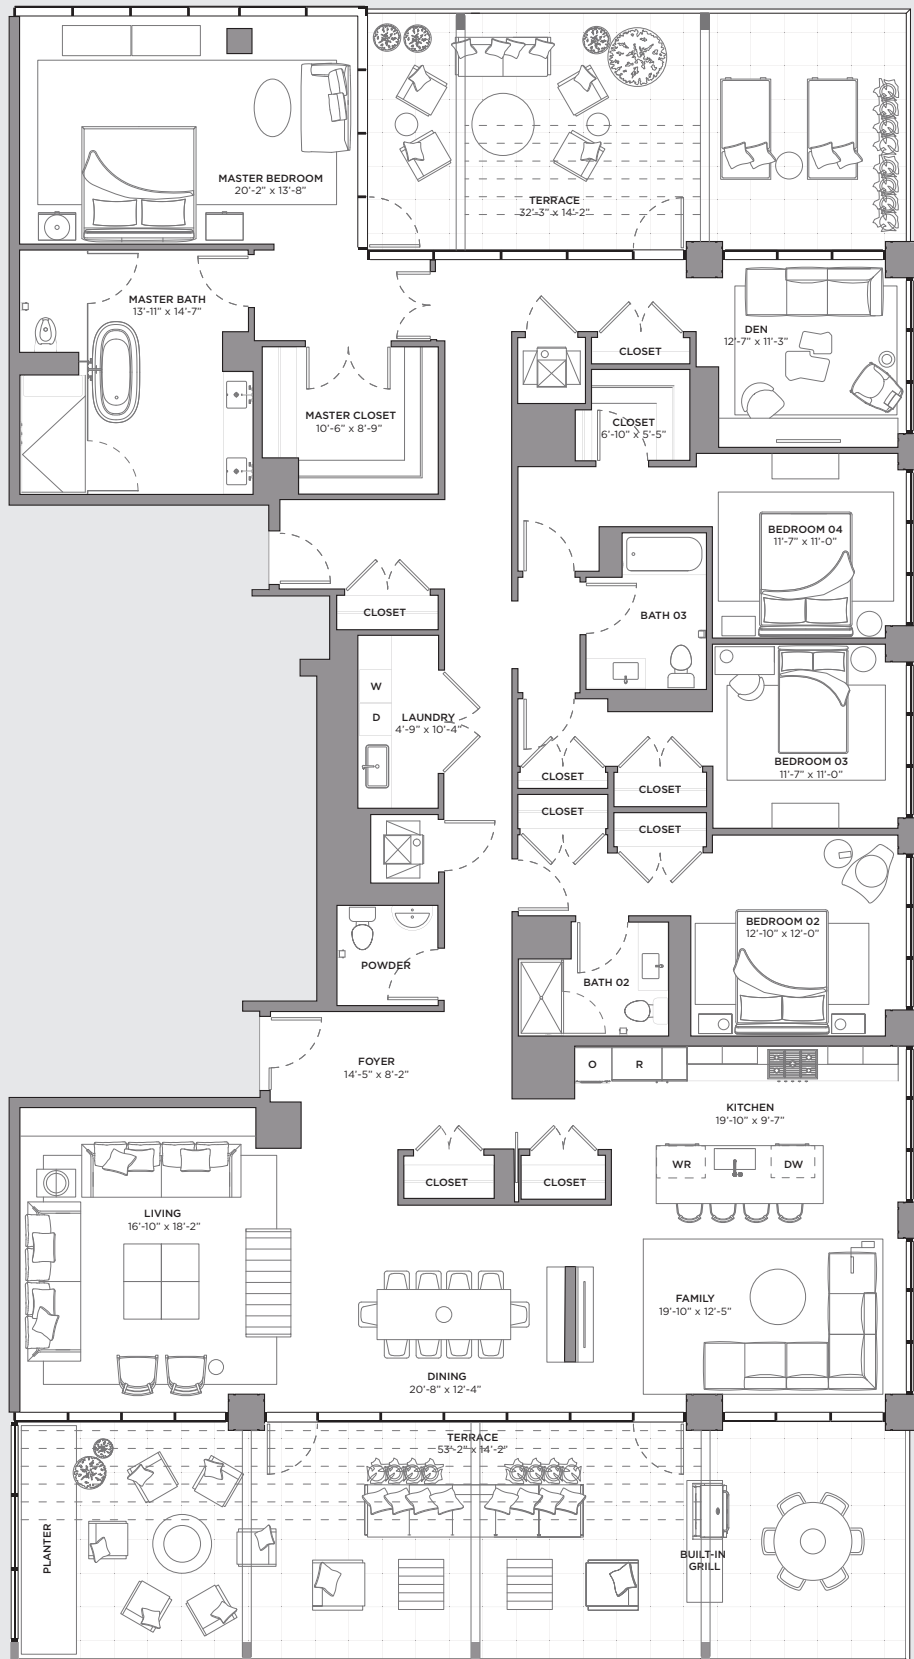 MASTER BEDROOM
20'-2" x 13'-8"
TERRACE
32'-3" x 14'-2"
MASTER BATH
13'-11" x 14'-7"
DEN
12'-7" x 11'-3"
CLOSET
MASTER CLOSET
10'-6" x 8'-9"
CLOSET
6'-10" x 5'-5"
BEDROOM 04
11'-7" x 11'-0"
CLOSET
BATH 03
W
D
LAUNDRY
4'-9" x 10'-4"
BEDROOM 03
11'-7" x 11'-0"
CLOSET
CLOSET
CLOSET
CLOSET
BEDROOM 02
12'-10" x 12'-0"
POWDER
BATH 02
FOYER
14'-5" x 8'-2"
O
R
KITCHEN
19'-10" x 9'-7"
WR
DW
CLOSET
CLOSET
LIVING
16'-10" x 18'-2"
FAMILY
19'-10" x 12'-5"
DINING
20'-8" x 12'-4"
TERRACE
53'-2" x 14'-2"
PLANTER
BUILT-IN
GRILL